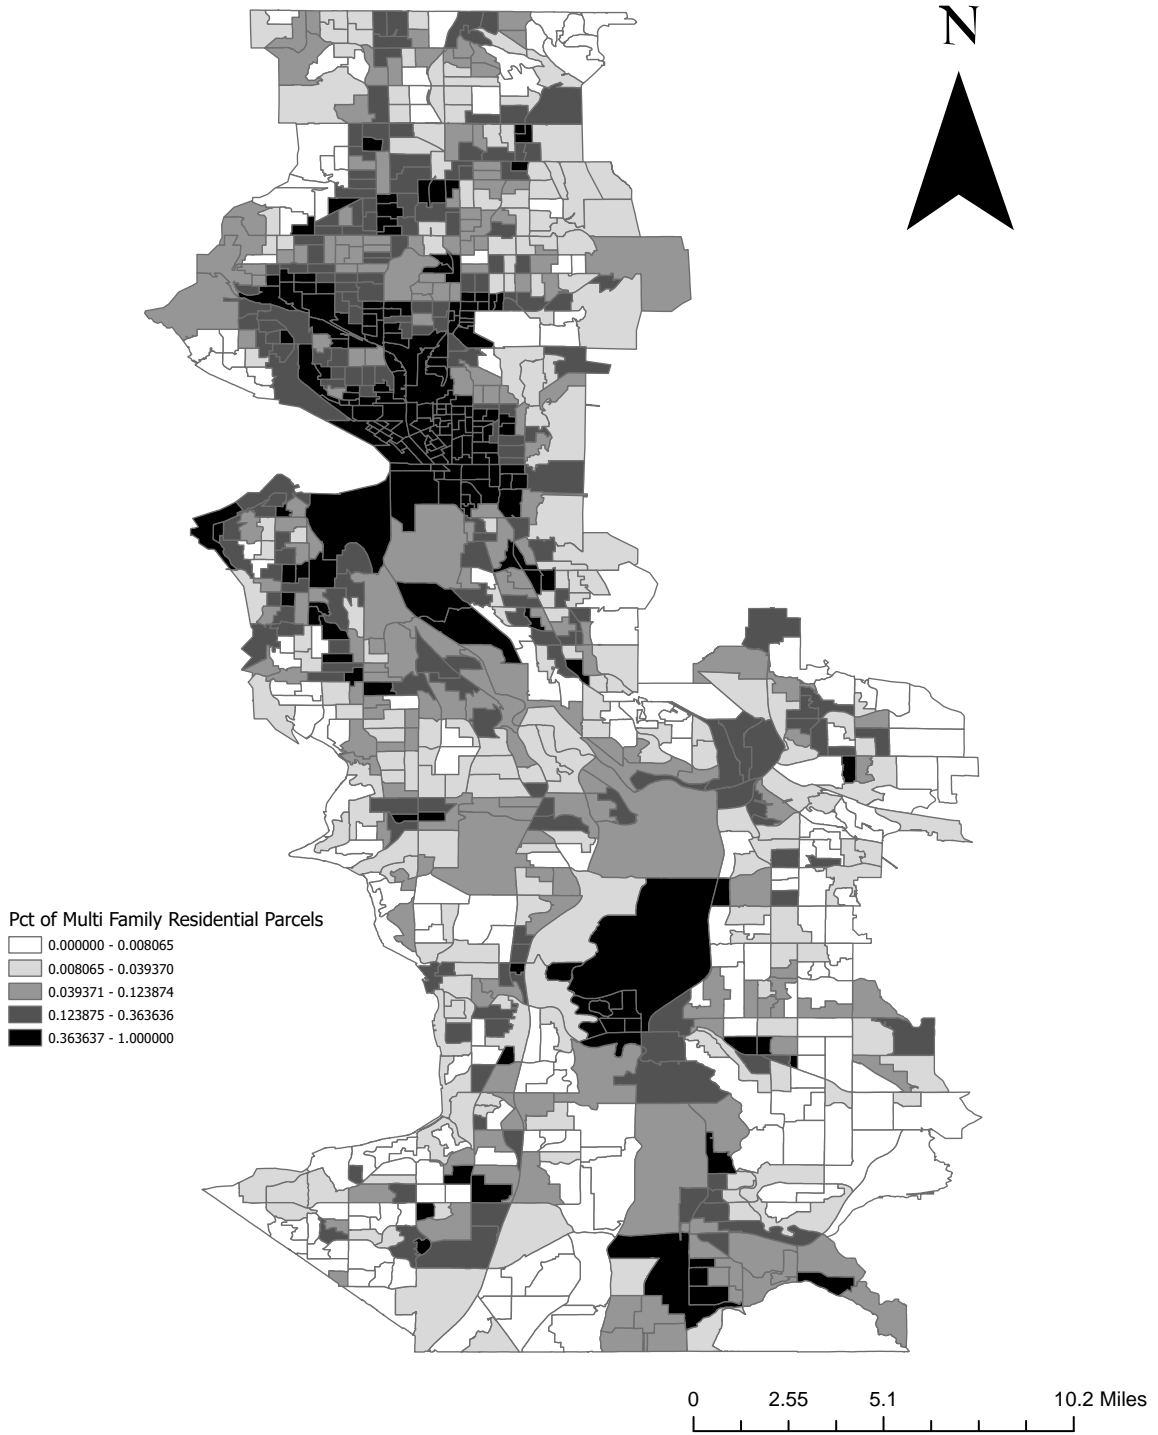 N
Pct of Multi Family Residential Parcels
0.000000 - 0.008065
0.008065 - 0.039370
0.039371 - 0.123874
0.123875 - 0.363636
0.363637 - 1.000000
0 2.55 5.1 10.2 Miles